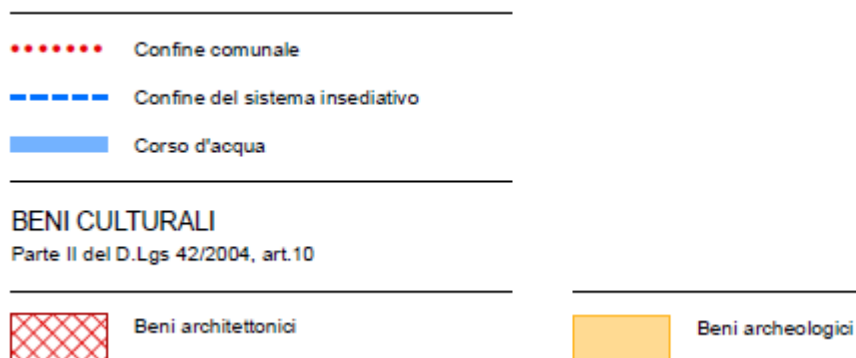 Confine comunale
Confine del sistema insediativo
Corso d'acqua
BENI CULTURALI
Parte II del D.Lgs 42/2004, art.10
Beni architettonici
Beni archeologici